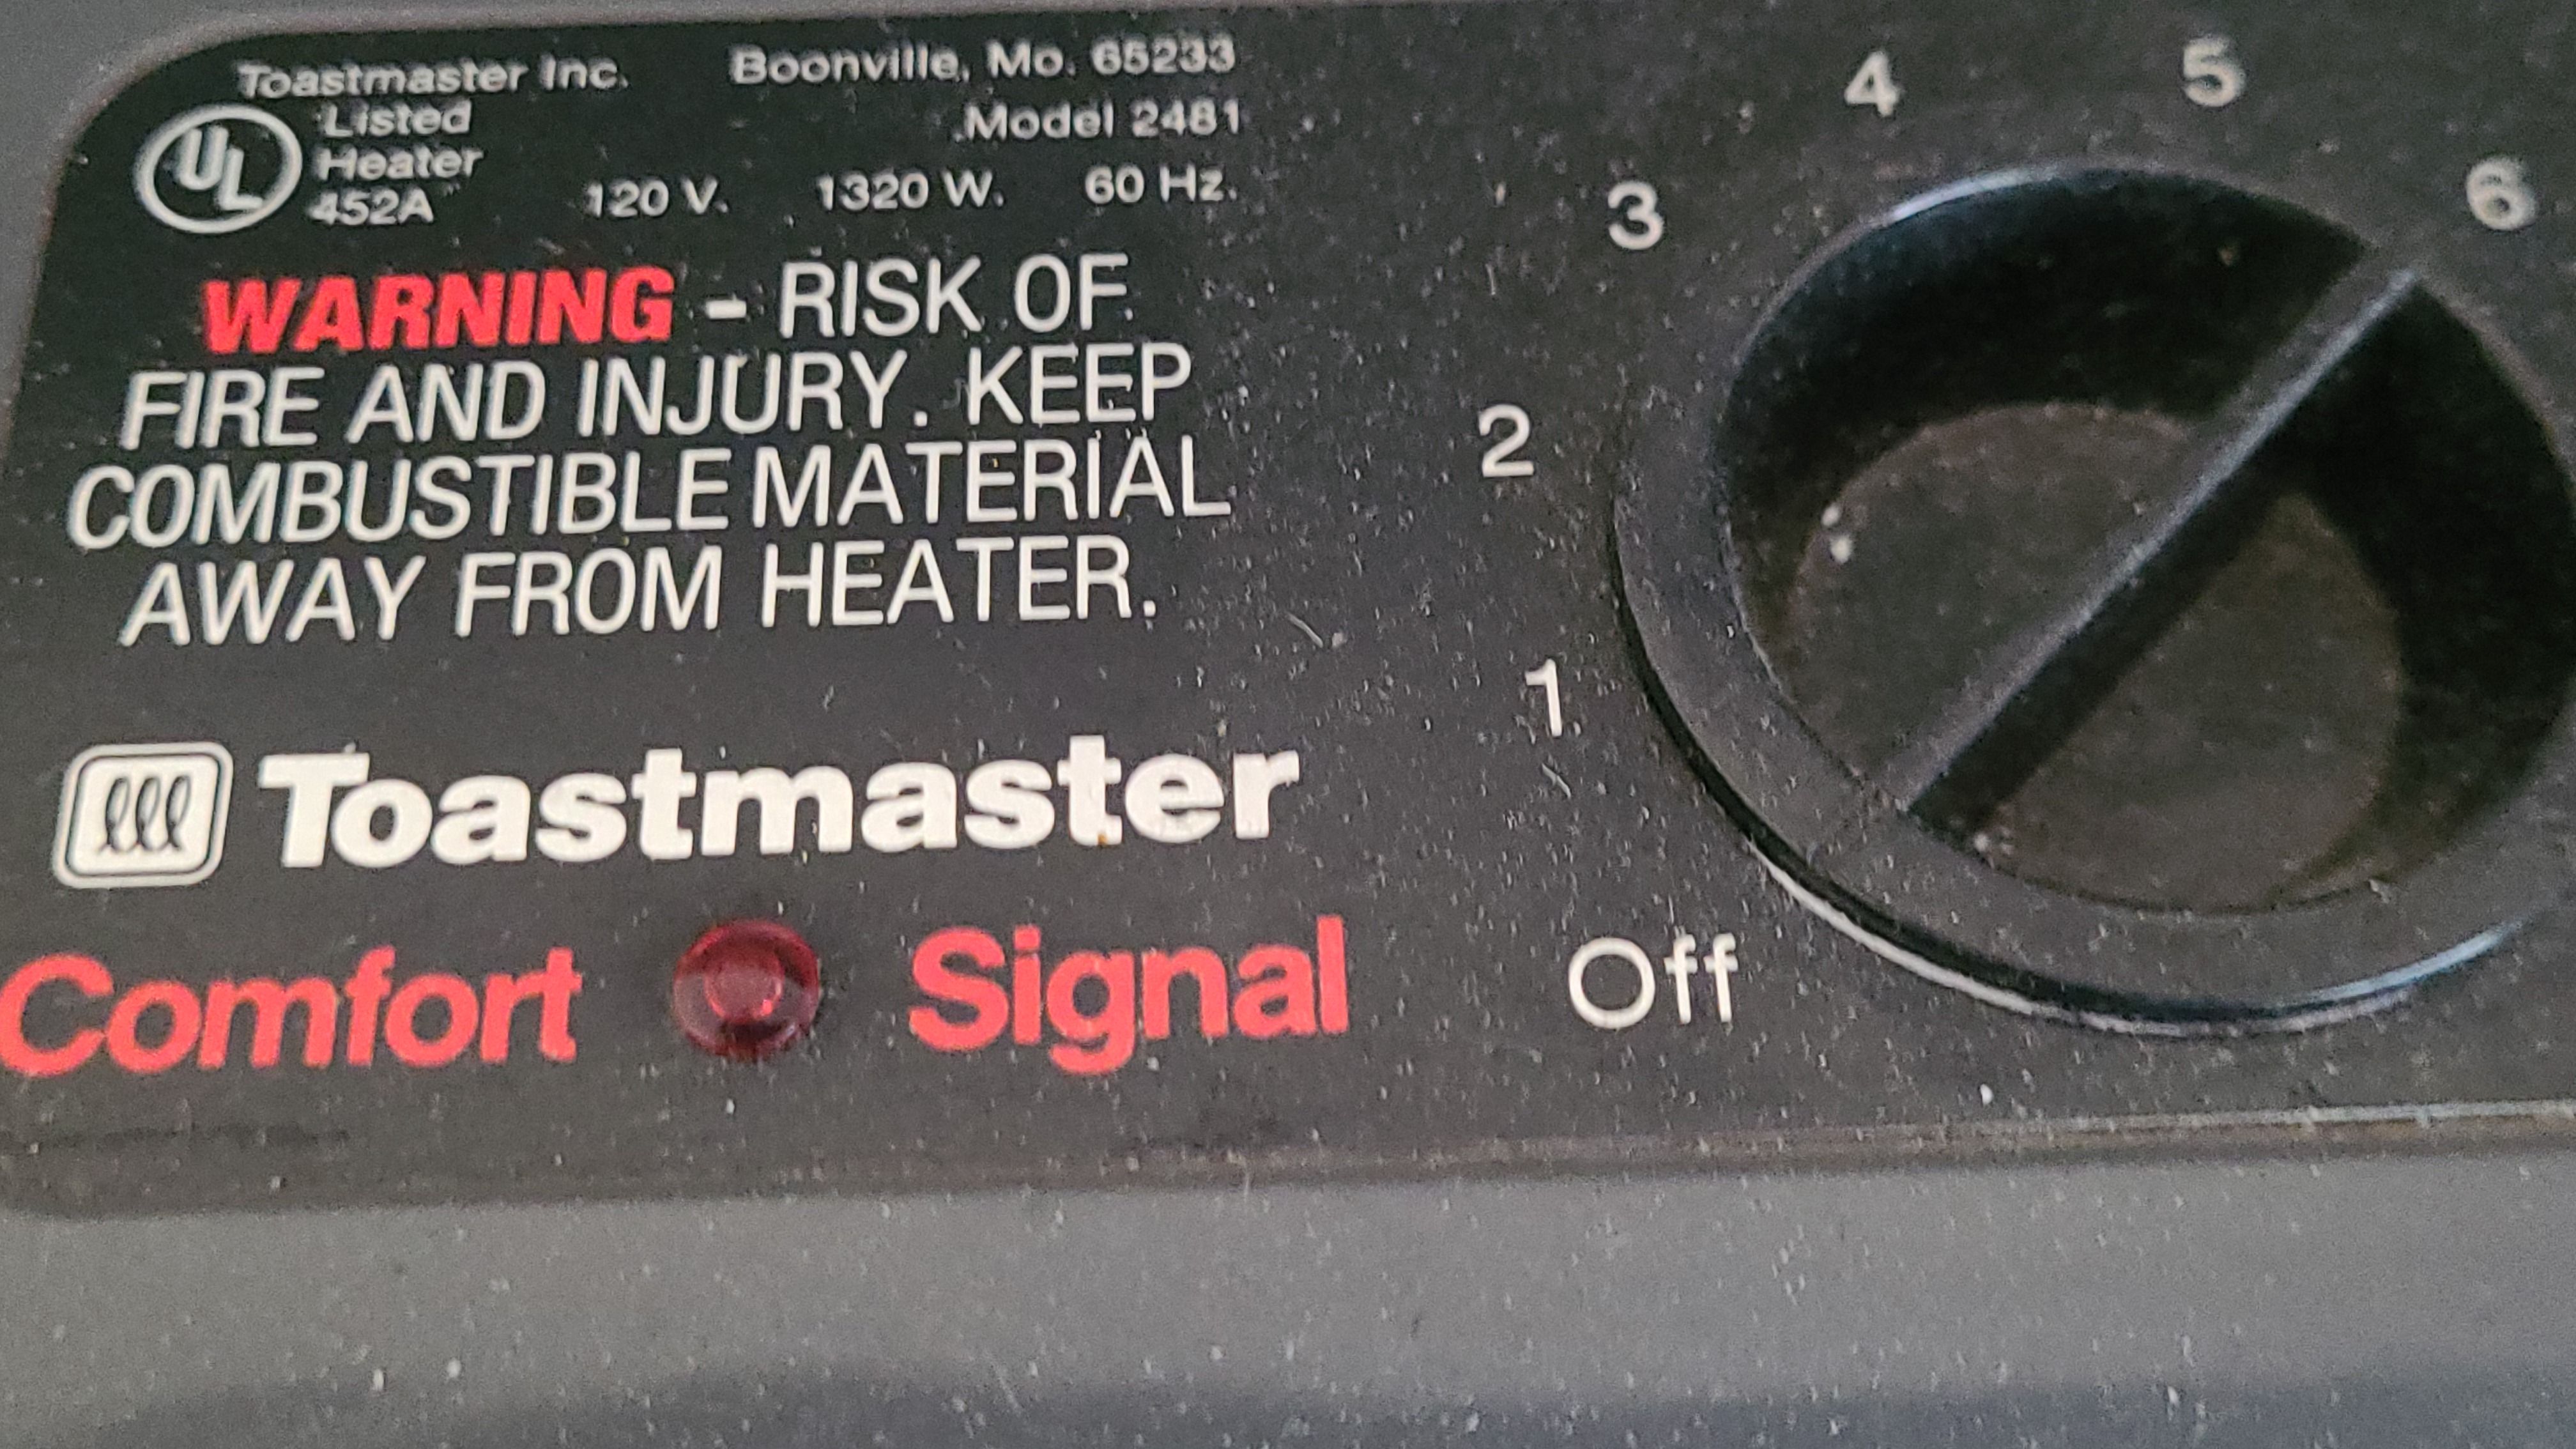 Toastmaster Inc. Boonville, Mo. 65233
UL Listed Model 2481
Heater
452A 120 V. 1320 W. 60 Hz.
WARNING - RISK OF
FIRE AND INJURY. KEEP
COMBUSTIBLE MATERIAL
AWAY FROM HEATER.
Toastmaster
Comfort Signal
Off
1
2
3
4
5
6